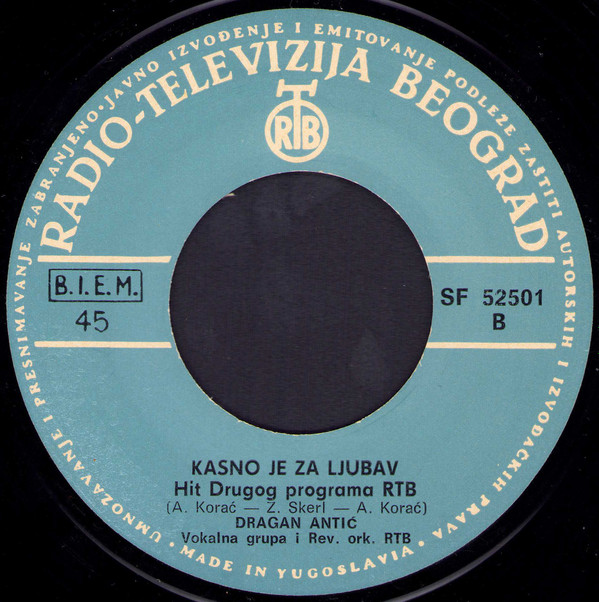 UMNOŽAVANJE I PRESNIMAVANJE ZABRANJENO • JAVNO IZVOĐENJE I EMITOVANJE PODLEŽE ZAŠTITI AUTORSKIH I IZVOĐAČKIH PRAVA •
RADIO-TELEVIZIJA BEOGRAD
RTB
B.I.E.M.
45
SF 52501
B
KASNO JE ZA LJUBAV
Hit Drugog programa RTB
(A. Korać — Z. Skerl — A. Korać)
DRAGAN ANTIĆ
Vokalna grupa i Rev. ork. RTB
• MADE IN YUGOSLAVIA •